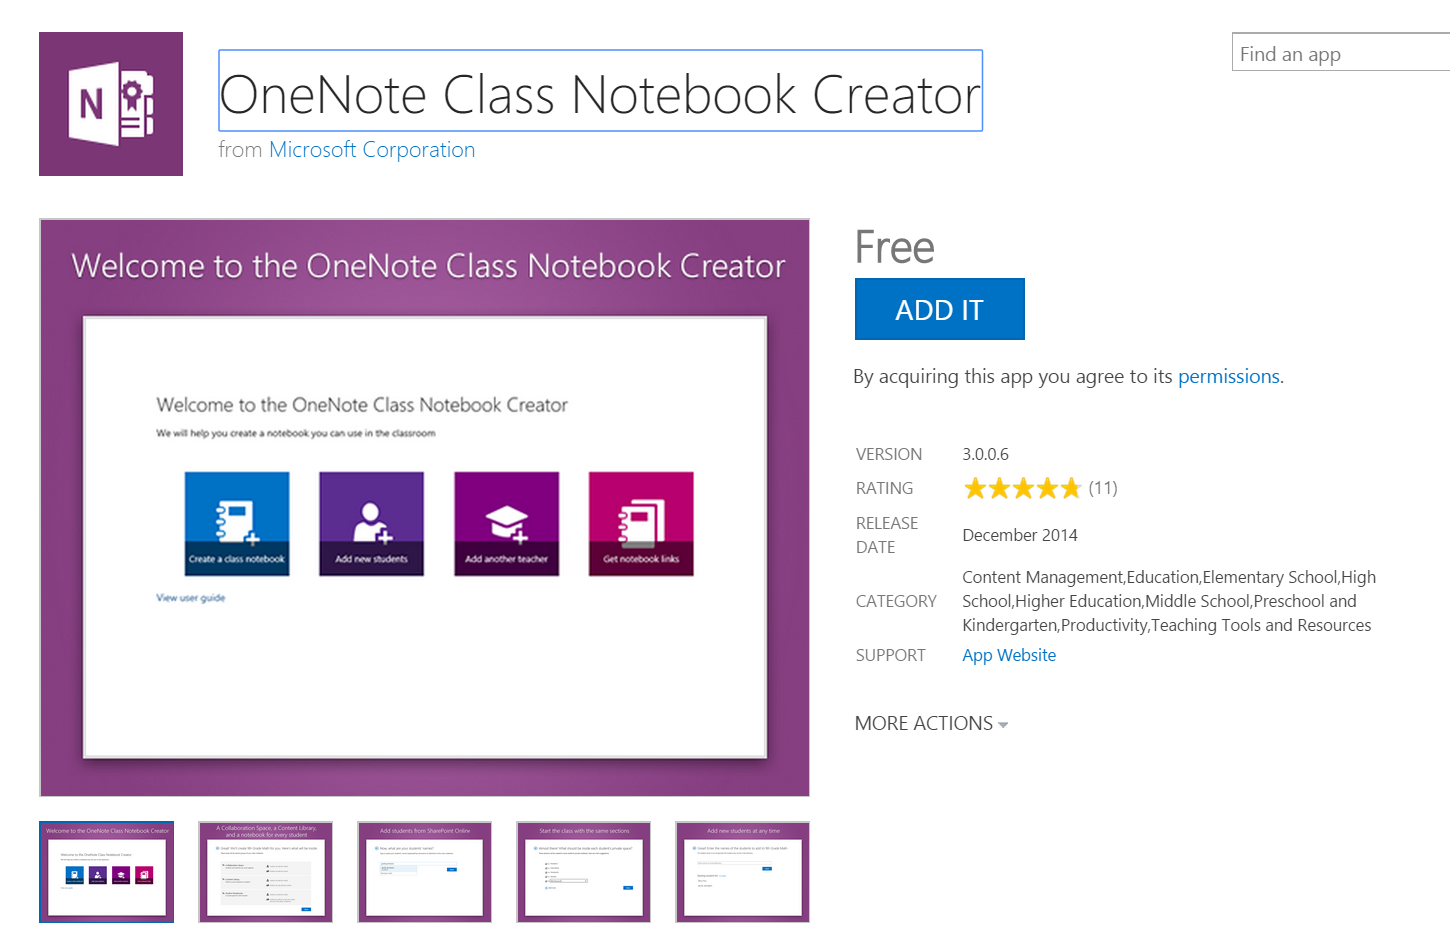 N
OneNote Class Notebook Creator
from Microsoft Corporation
Find an app
Welcome to the OneNote Class Notebook Creator
Welcome to the OneNote Class Notebook Creator
We will help you create a notebook you can use in the classroom
Create a class notebook
Add new students
Add another teacher
Get notebook links
View user guide
Free
ADD IT
By acquiring this app you agree to its permissions.
VERSION 3.0.0.6
RATING (11)
RELEASE
DATE
December 2014
CATEGORY
Content Management,Education,Elementary School,High
School,Higher Education,Middle School,Preschool and
Kindergarten,Productivity,Teaching Tools and Resources
SUPPORT App Website
MORE ACTIONS
Welcome to the OneNote Class Notebook Creator
Welcome to the OneNote Class Notebook Creator
A Collaboration Space, a Content Library,
and a notebook for every student
Add students from SharePoint Online
Start the class with the same sections
Add new students at any time